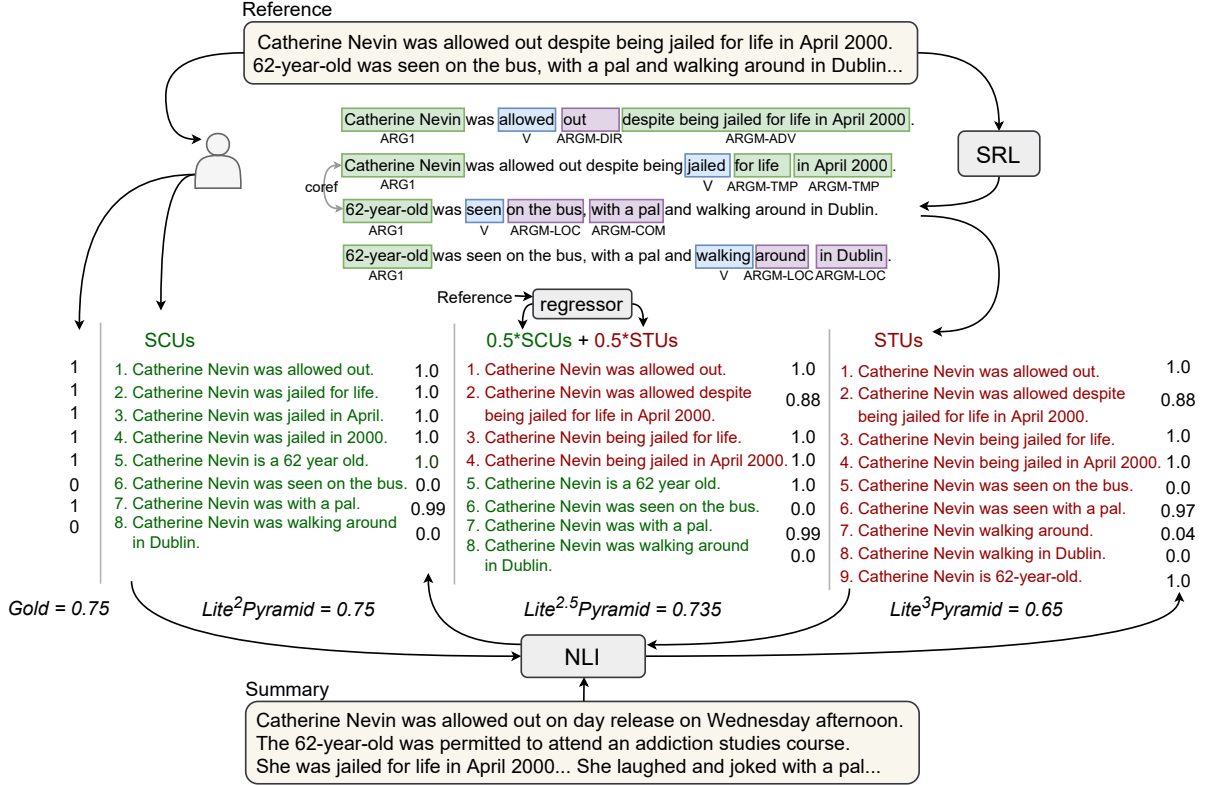 Reference
Catherine Nevin was allowed out despite being jailed for life in April 2000.
62-year-old was seen on the bus, with a pal and walking around in Dublin...
Catherine Nevin was allowed out despite being jailed for life in April 2000 .
ARG1 V ARGM-DIR ARGM-ADV
SRL
Catherine Nevin was allowed out despite being jailed for life in April 2000 .
coref
ARG1 V ARGM-TMP ARGM-TMP
62-year-old was seen on the bus, with a pal and walking around in Dublin.
ARG1 V ARGM-LOC ARGM-COM
62-year-old was seen on the bus, with a pal and walking around in Dublin .
ARG1 V ARGM-LOC ARGM-LOC
Reference
regressor
1
1
1
1
1
0
1
0
Gold = 0.75
SCUs
1. Catherine Nevin was allowed out. 1.0
2. Catherine Nevin was jailed for life. 1.0
3. Catherine Nevin was jailed in April. 1.0
4. Catherine Nevin was jailed in 2000. 1.0
5. Catherine Nevin is a 62 year old. 1.0
6. Catherine Nevin was seen on the bus. 0.0
7. Catherine Nevin was with a pal. 0.99
8. Catherine Nevin was walking around
in Dublin. 0.0
Lite2Pyramid = 0.75
0.5*SCUs + 0.5*STUs
1. Catherine Nevin was allowed out. 1.0
2. Catherine Nevin was allowed despite 0.88
being jailed for life in April 2000.
3. Catherine Nevin being jailed for life. 1.0
4. Catherine Nevin being jailed in April 2000. 1.0
5. Catherine Nevin is a 62 year old. 1.0
6. Catherine Nevin was seen on the bus. 0.0
7. Catherine Nevin was with a pal. 0.99
8. Catherine Nevin was walking around 0.0
in Dublin.
Lite2.5Pyramid = 0.735
STUs
1. Catherine Nevin was allowed out. 1.0
2. Catherine Nevin was allowed despite 0.88
being jailed for life in April 2000.
3. Catherine Nevin being jailed for life. 1.0
4. Catherine Nevin being jailed in April 2000. 1.0
5. Catherine Nevin was seen on the bus. 0.0
6. Catherine Nevin was seen with a pal. 0.97
7. Catherine Nevin walking around. 0.04
8. Catherine Nevin walking in Dublin. 0.0
9. Catherine Nevin is 62-year-old. 1.0
Lite3Pyramid = 0.65
NLI
Summary
Catherine Nevin was allowed out on day release on Wednesday afternoon.
The 62-year-old was permitted to attend an addiction studies course.
She was jailed for life in April 2000... She laughed and joked with a pal...